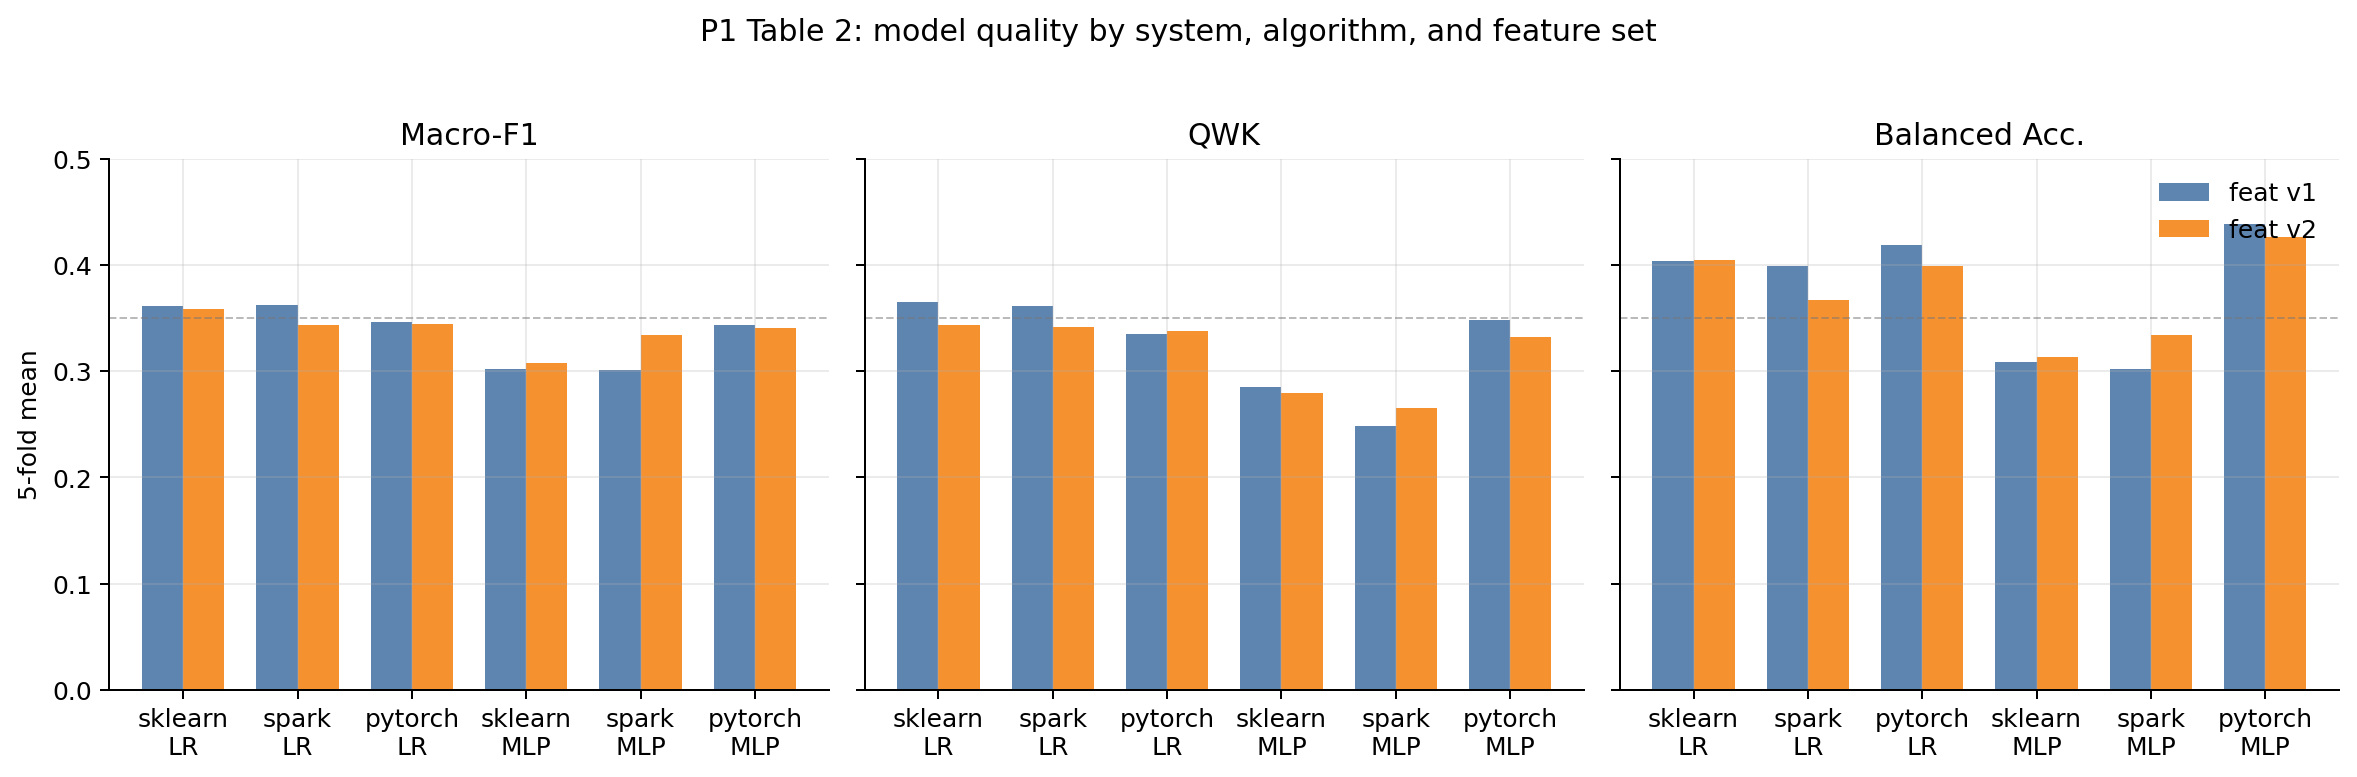 P1 Table 2: model quality by system, algorithm, and feature set
Macro-F1
5-fold mean
0.5
0.4
0.3
0.2
0.1
0.0
sklearn LR
spark LR
pytorch LR
sklearn MLP
spark MLP
pytorch MLP
QWK
sklearn LR
spark LR
pytorch LR
sklearn MLP
spark MLP
pytorch MLP
Balanced Acc.
feat v1
feat v2
sklearn LR
spark LR
pytorch LR
sklearn MLP
spark MLP
pytorch MLP